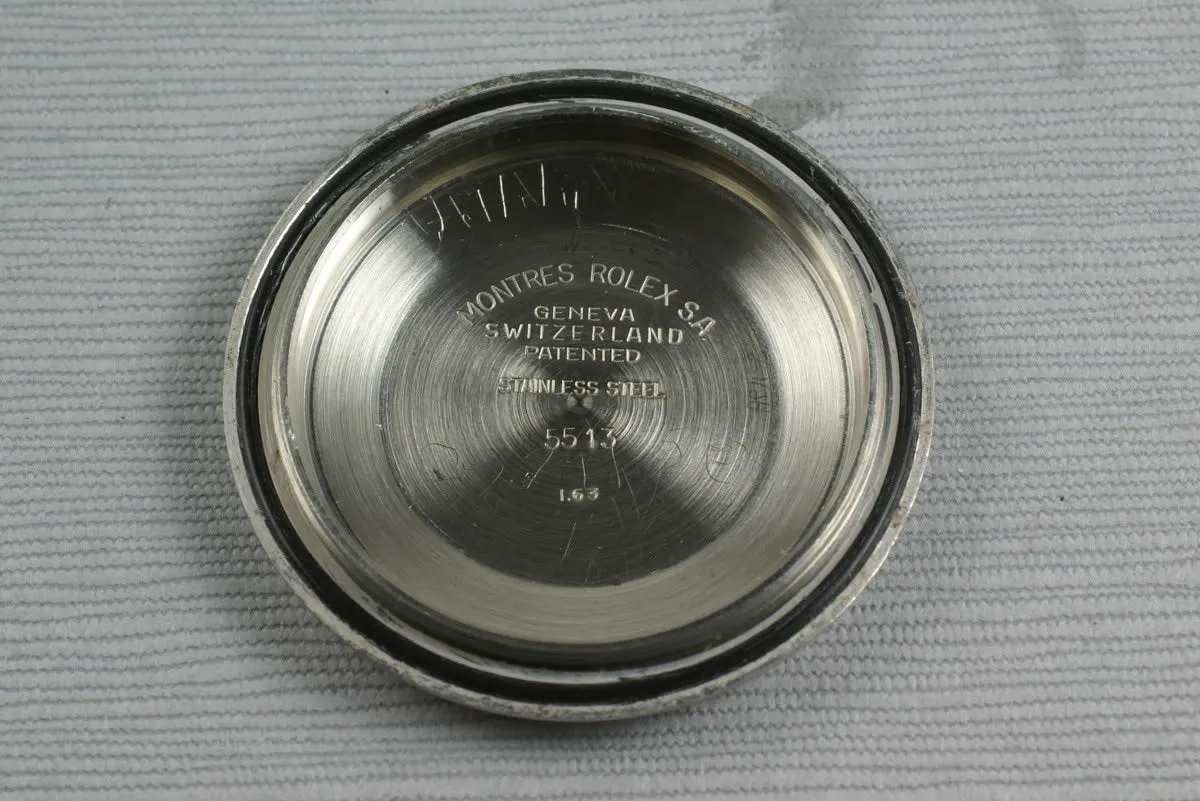 MONTRES ROLEX S.A.
GENEVA
SWITZERLAND
PATENTED
STAINLESS STEEL
5513
I.63